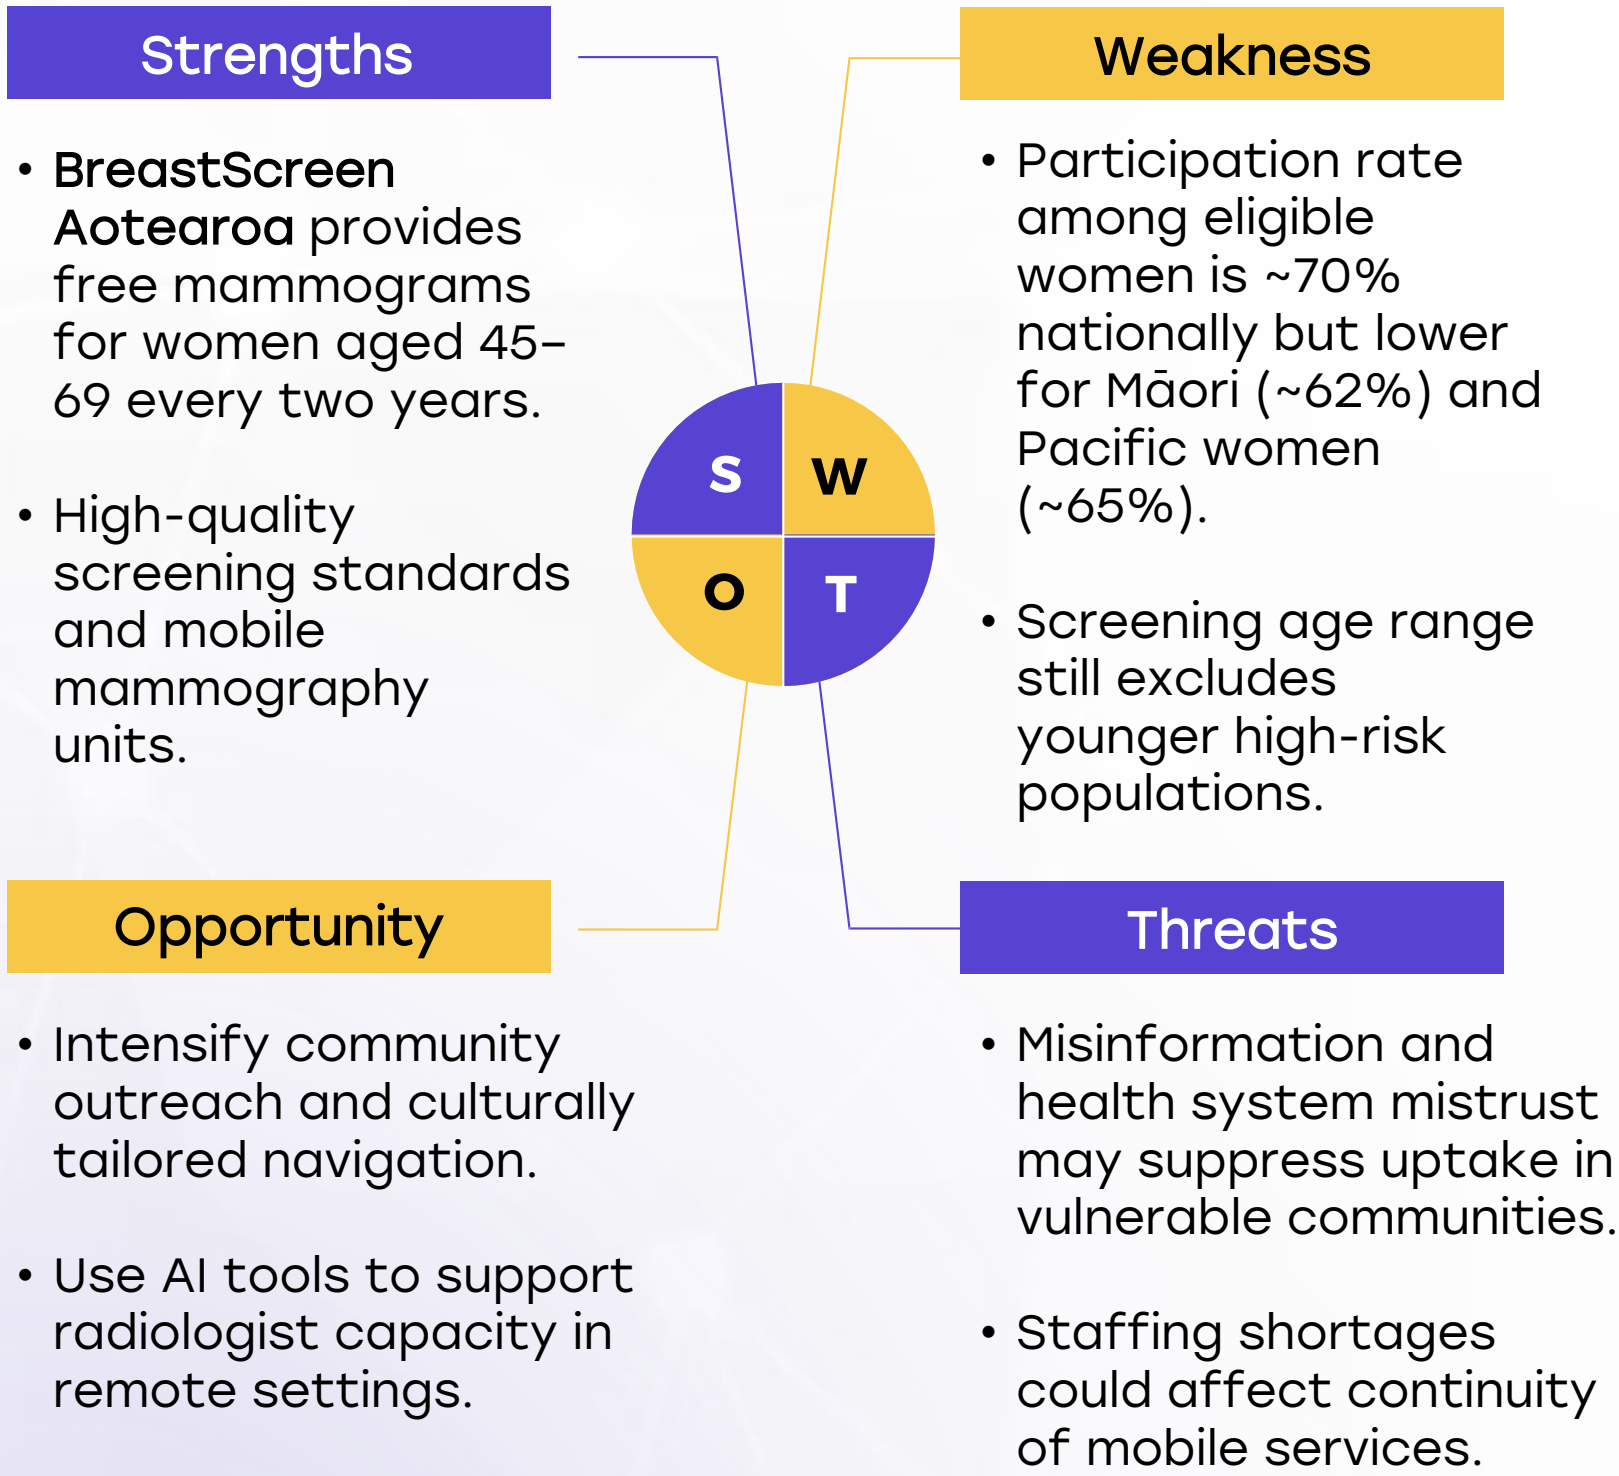 Strengths
• BreastScreen
Aotearoa provides
free mammograms
for women aged 45–
69 every two years.
• High-quality
screening standards
and mobile
mammography
units.
Weakness
• Participation rate
among eligible
women is ~70%
nationally but lower
for Māori (~62%) and
Pacific women
(~65%).
• Screening age range
still excludes
younger high-risk
populations.
S
W
O
T
Opportunity
• Intensify community
outreach and culturally
tailored navigation.
• Use AI tools to support
radiologist capacity in
remote settings.
Threats
• Misinformation and
health system mistrust
may suppress uptake in
vulnerable communities.
• Staffing shortages
could affect continuity
of mobile services.